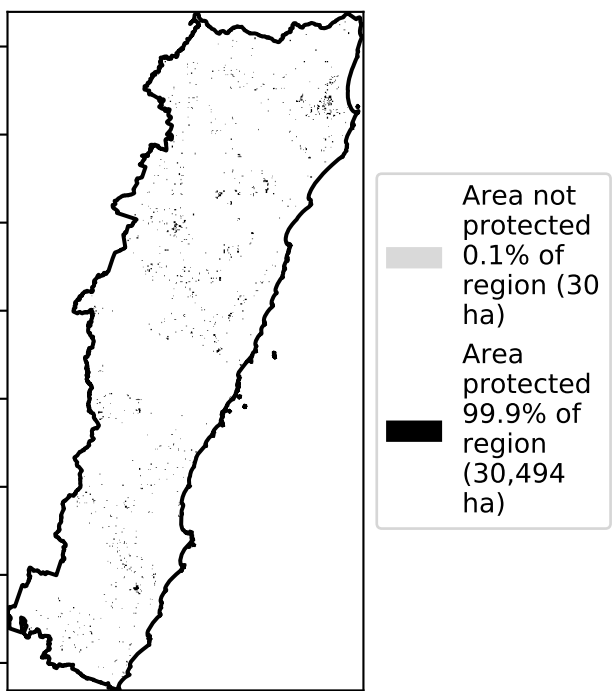 Area not
protected
0.1% of
region (30
ha)
Area
protected
99.9% of
region
(30,494
ha)